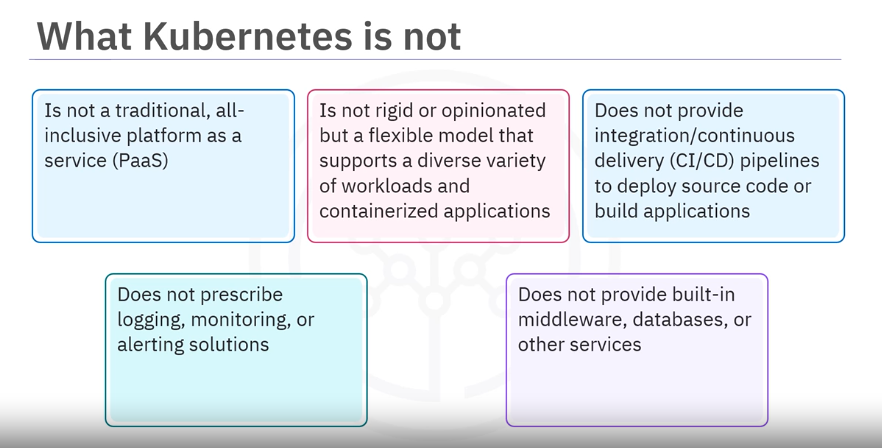 What Kubernetes is not
Is not a traditional, all-
inclusive platform as a
service (PaaS)
Is not rigid or opinionated
but a flexible model that
supports a diverse variety
of workloads and
containerized applications
Does not provide
integration/continuous
delivery (CI/CD) pipelines
to deploy source code or
build applications
Does not prescribe
logging, monitoring, or
alerting solutions
Does not provide built-in
middleware, databases, or
other services